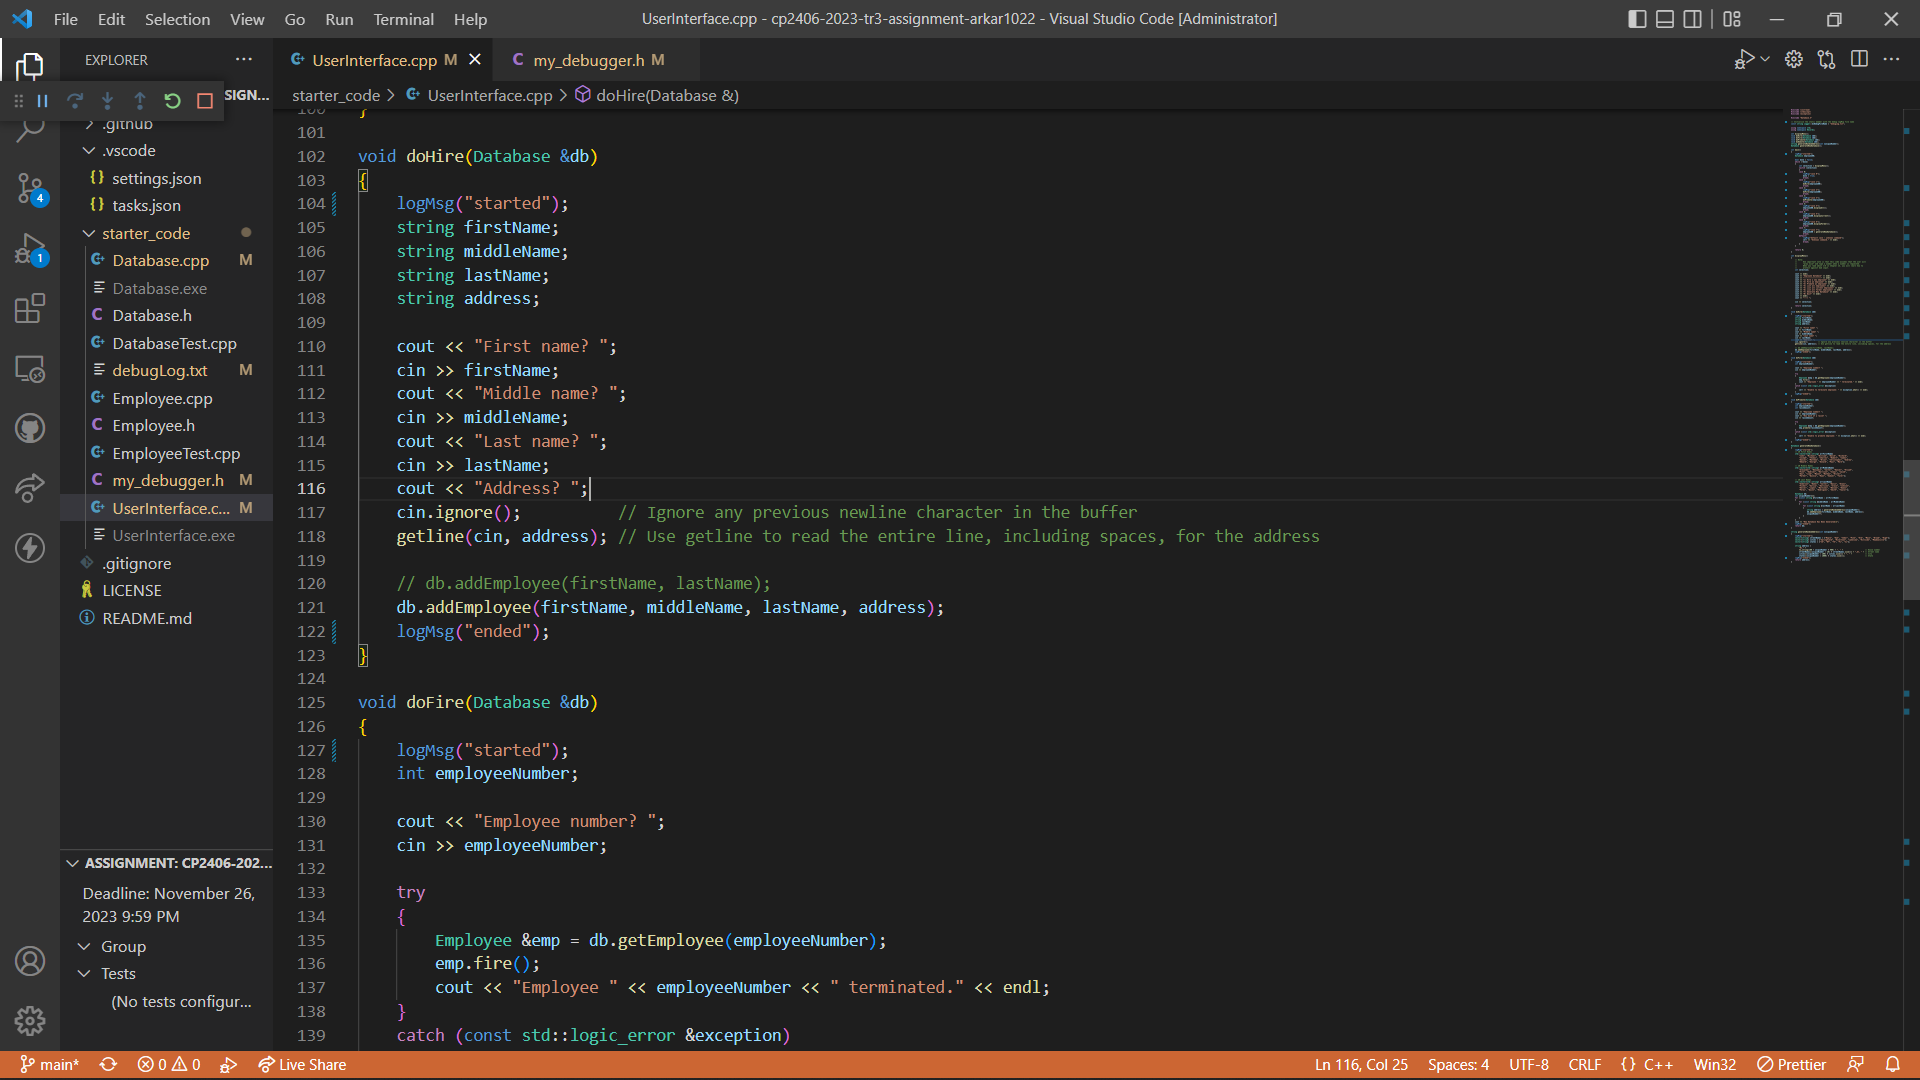 File Edit Selection View Go Run Terminal Help
UserInterface.cpp - cp2406-2023-tr3-assignment-arkar1022 - Visual Studio Code [Administrator]
EXPLORER
UserInterface.cpp M
my_debugger.h M
SIGN...
starter_code > UserInterface.cpp > doHire(Database &)
.github
.vscode
settings.json
tasks.json
starter_code
Database.cpp M
Database.exe
Database.h
DatabaseTest.cpp
debugLog.txt M
Employee.cpp
Employee.h
EmployeeTest.cpp
my_debugger.h M
UserInterface.c... M
UserInterface.exe
.gitignore
LICENSE
README.md
4
1
ASSIGNMENT: CP2406-202...
Deadline: November 26,
2023 9:59 PM
Group
Tests
(No tests configur...
100 }
101
102 void doHire(Database &db)
103 {
104 logMsg("started");
105 string firstName;
106 string middleName;
107 string lastName;
108 string address;
109
110 cout << "First name? ";
111 cin >> firstName;
112 cout << "Middle name? ";
113 cin >> middleName;
114 cout << "Last name? ";
115 cin >> lastName;
116 cout << "Address? ";
117 cin.ignore(); // Ignore any previous newline character in the buffer
118 getline(cin, address); // Use getline to read the entire line, including spaces, for the address
119
120 // db.addEmployee(firstName, lastName);
121 db.addEmployee(firstName, middleName, lastName, address);
122 logMsg("ended");
123 }
124
125 void doFire(Database &db)
126 {
127 logMsg("started");
128 int employeeNumber;
129
130 cout << "Employee number? ";
131 cin >> employeeNumber;
132
133 try
134 {
135 Employee &emp = db.getEmployee(employeeNumber);
136 emp.fire();
137 cout << "Employee " << employeeNumber << " terminated." << endl;
138 }
139 catch (const std::logic_error &exception)
main* 0 0 Live Share
Ln 116, Col 25 Spaces: 4 UTF-8 CRLF {} C++ Win32 Prettier